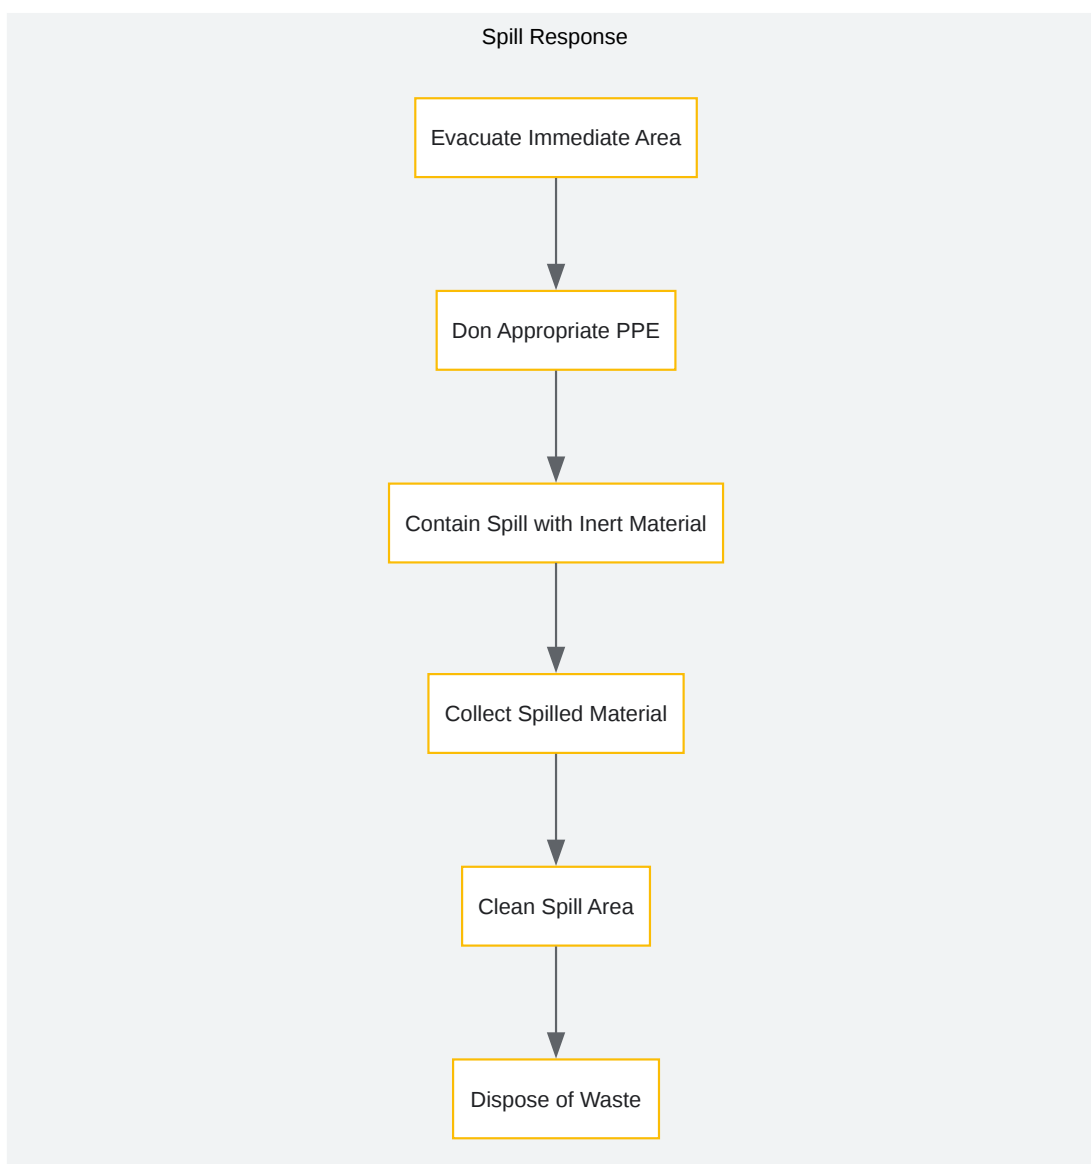 Spill Response
Evacuate Immediate Area
Don Appropriate PPE
Contain Spill with Inert Material
Collect Spilled Material
Clean Spill Area
Dispose of Waste